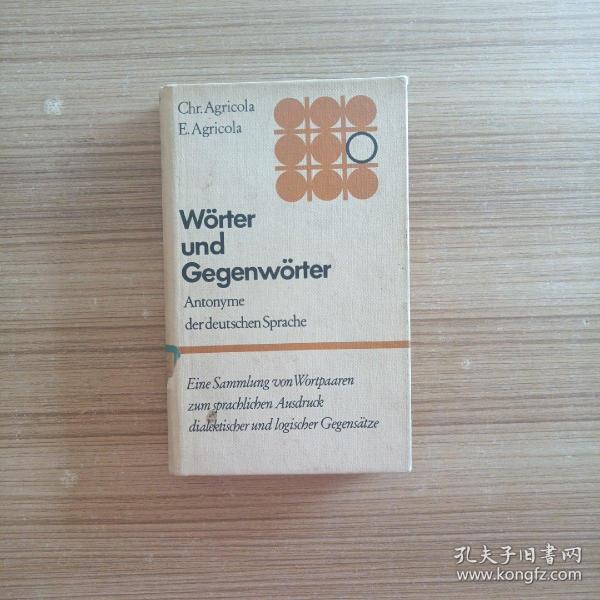 Chr. Agricola
E. Agricola
Wörter
und
Gegenwörter
Antonyme
der deutschen Sprache
Eine Sammlung von Wortpaaren
zum sprachlichen Ausdruck
dialektischer und logischer Gegensätze
孔夫子旧书网
www.kongfz.com